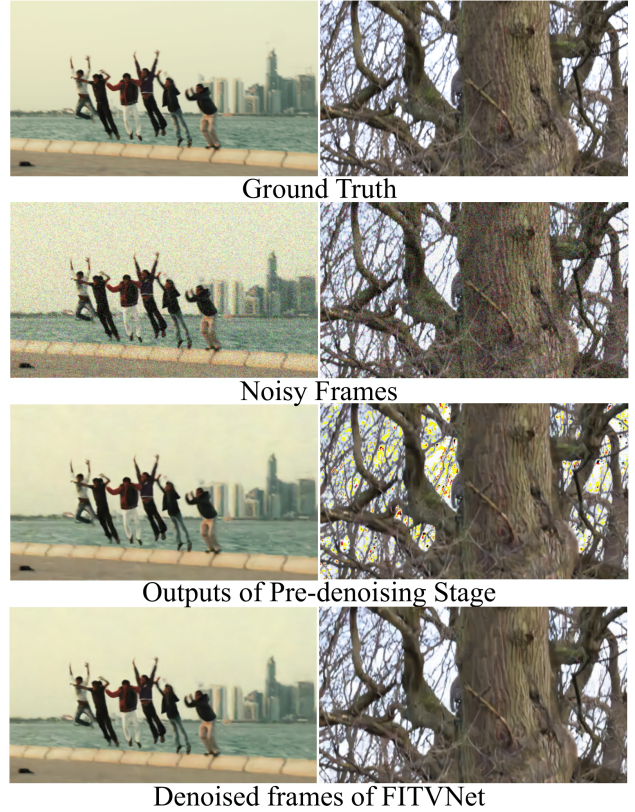 Ground Truth
Noisy Frames
Outputs of Pre-denoising Stage
Denoised frames of FITVNet